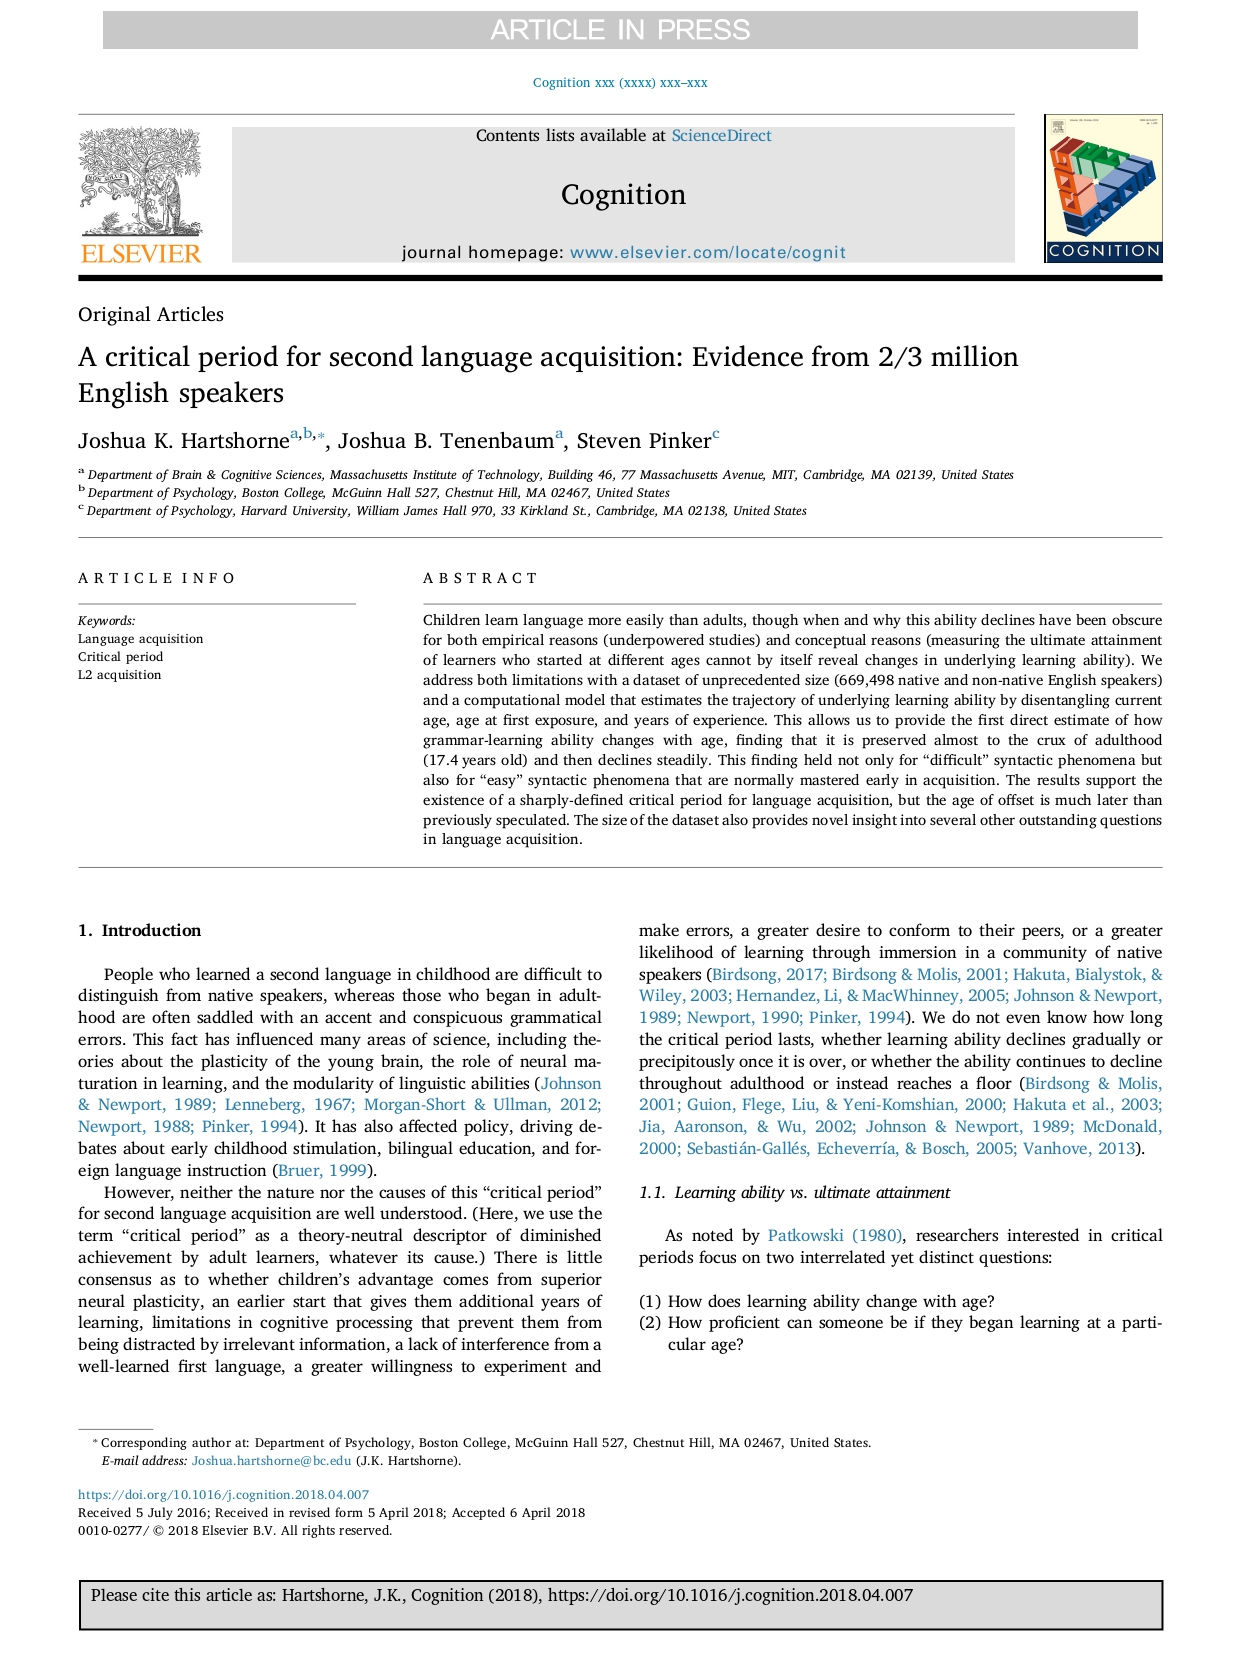 ARTICLE IN PRESS
Cognition xxx (xxxx) xxx–xxx
Contents lists available at ScienceDirect
Cognition
journal homepage: www.elsevier.com/locate/cognit
ELSEVIER
COGNITION
Original Articles
A critical period for second language acquisition: Evidence from 2/3 million
English speakers
Joshua K. Hartshorne a,b,⁎, Joshua B. Tenenbaum a, Steven Pinker c
a Department of Brain & Cognitive Sciences, Massachusetts Institute of Technology, Building 46, 77 Massachusetts Avenue, MIT, Cambridge, MA 02139, United States
b Department of Psychology, Boston College, McGuinn Hall 527, Chestnut Hill, MA 02467, United States
c Department of Psychology, Harvard University, William James Hall 970, 33 Kirkland St., Cambridge, MA 02138, United States
ARTICLE INFO
Keywords:
Language acquisition
Critical period
L2 acquisition
ABSTRACT
Children learn language more easily than adults, though when and why this ability declines have been obscure
for both empirical reasons (underpowered studies) and conceptual reasons (measuring the ultimate attainment
of learners who started at different ages cannot by itself reveal changes in underlying learning ability). We
address both limitations with a dataset of unprecedented size (669,498 native and non-native English speakers)
and a computational model that estimates the trajectory of underlying learning ability by disentangling current
age, age at first exposure, and years of experience. This allows us to provide the first direct estimate of how
grammar-learning ability changes with age, finding that it is preserved almost to the crux of adulthood
(17.4 years old) and then declines steadily. This finding held not only for “difficult” syntactic phenomena but
also for “easy” syntactic phenomena that are normally mastered early in acquisition. The results support the
existence of a sharply-defined critical period for language acquisition, but the age of offset is much later than
previously speculated. The size of the dataset also provides novel insight into several other outstanding questions
in language acquisition.
1. Introduction
People who learned a second language in childhood are difficult to
distinguish from native speakers, whereas those who began in adult-
hood are often saddled with an accent and conspicuous grammatical
errors. This fact has influenced many areas of science, including the-
ories about the plasticity of the young brain, the role of neural ma-
turation in learning, and the modularity of linguistic abilities (Johnson
& Newport, 1989; Lenneberg, 1967; Morgan-Short & Ullman, 2012;
Newport, 1988; Pinker, 1994). It has also affected policy, driving de-
bates about early childhood stimulation, bilingual education, and for-
eign language instruction (Bruer, 1999).
However, neither the nature nor the causes of this “critical period”
for second language acquisition are well understood. (Here, we use the
term “critical period” as a theory-neutral descriptor of diminished
achievement by adult learners, whatever its cause.) There is little
consensus as to whether children’s advantage comes from superior
neural plasticity, an earlier start that gives them additional years of
learning, limitations in cognitive processing that prevent them from
being distracted by irrelevant information, a lack of interference from a
well-learned first language, a greater willingness to experiment and
make errors, a greater desire to conform to their peers, or a greater
likelihood of learning through immersion in a community of native
speakers (Birdsong, 2017; Birdsong & Molis, 2001; Hakuta, Bialystok, &
Wiley, 2003; Hernandez, Li, & MacWhinney, 2005; Johnson & Newport,
1989; Newport, 1990; Pinker, 1994). We do not even know how long
the critical period lasts, whether learning ability declines gradually or
precipitously once it is over, or whether the ability continues to decline
throughout adulthood or instead reaches a floor (Birdsong & Molis,
2001; Guion, Flege, Liu, & Yeni-Komshian, 2000; Hakuta et al., 2003;
Jia, Aaronson, & Wu, 2002; Johnson & Newport, 1989; McDonald,
2000; Sebastián-Gallés, Echeverría, & Bosch, 2005; Vanhove, 2013).
1.1. Learning ability vs. ultimate attainment
As noted by Patkowski (1980), researchers interested in critical
periods focus on two interrelated yet distinct questions:
(1) How does learning ability change with age?
(2) How proficient can someone be if they began learning at a parti-
cular age?
⁎ Corresponding author at: Department of Psychology, Boston College, McGuinn Hall 527, Chestnut Hill, MA 02467, United States.
E-mail address: Joshua.hartshorne@bc.edu (J.K. Hartshorne).
https://doi.org/10.1016/j.cognition.2018.04.007
Received 5 July 2016; Received in revised form 5 April 2018; Accepted 6 April 2018
0010-0277/ © 2018 Elsevier B.V. All rights reserved.
Please cite this article as: Hartshorne, J.K., Cognition (2018), https://doi.org/10.1016/j.cognition.2018.04.007